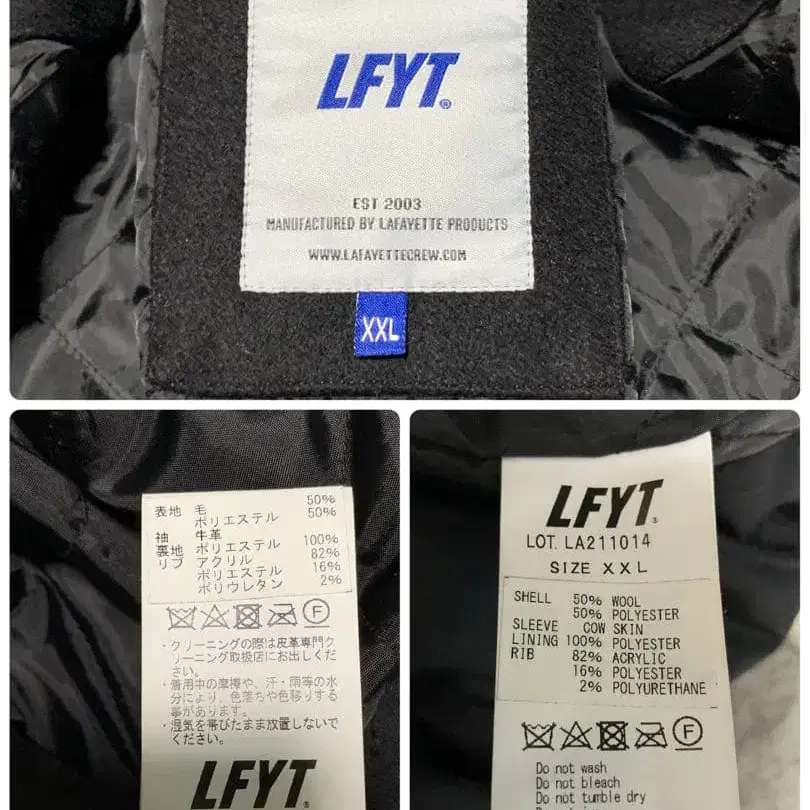 LFYT®
EST 2003
MANUFACTURED BY LAFAYETTE PRODUCTS
WWW.LAFAYETTECREW.COM
XXL
表地 毛 50%
ポリエステル 50%
袖 牛革
裏地 ポリエステル 100%
リブ アクリル 82%
ポリエステル 16%
ポリウレタン 2%
F
・クリーニングの際は皮革専門ク
リーニング取扱店にお出しくだ
さい。
・着用中の摩擦や、汗・雨等の水
分により、色落ちや色移りする
事があります。
・湿気を帯びたまま放置しないで
ください。
LFYT®
LFYT®
LOT. LA211014
SIZE XXL
SHELL 50% WOOL
50% POLYESTER
SLEEVE COW SKIN
LINING 100% POLYESTER
RIB 82% ACRYLIC
16% POLYESTER
2% POLYURETHANE
F
Do not wash
Do not bleach
Do not tumble dry